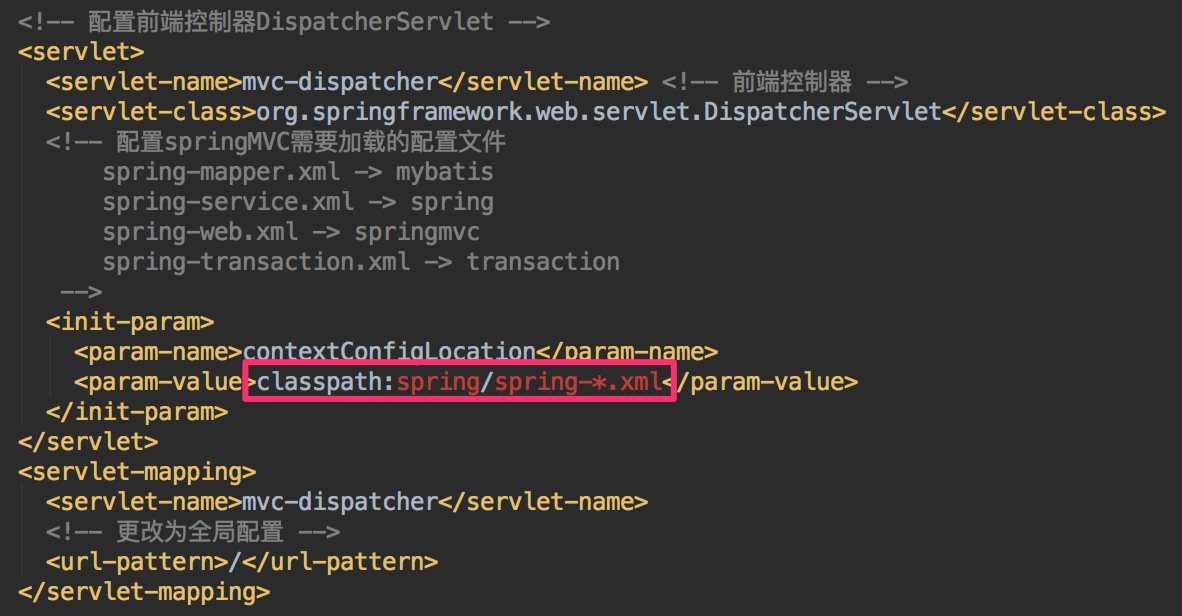 <!-- 配置前端控制器DispatcherServlet -->
<servlet>
<servlet-name>mvc-dispatcher</servlet-name> <!-- 前端控制器 -->
<servlet-class>org.springframework.web.servlet.DispatcherServlet</servlet-class>
<!-- 配置springMVC需要加载的配置文件
spring-mapper.xml -> mybatis
spring-service.xml -> spring
spring-web.xml -> springmvc
spring-transaction.xml -> transaction
-->
<init-param>
<param-name>contextConfigLocation</param-name>
<param-value>classpath:spring/spring-*.xml</param-value>
</init-param>
</servlet>
<servlet-mapping>
<servlet-name>mvc-dispatcher</servlet-name>
<!-- 更改为全局配置 -->
<url-pattern>/</url-pattern>
</servlet-mapping>